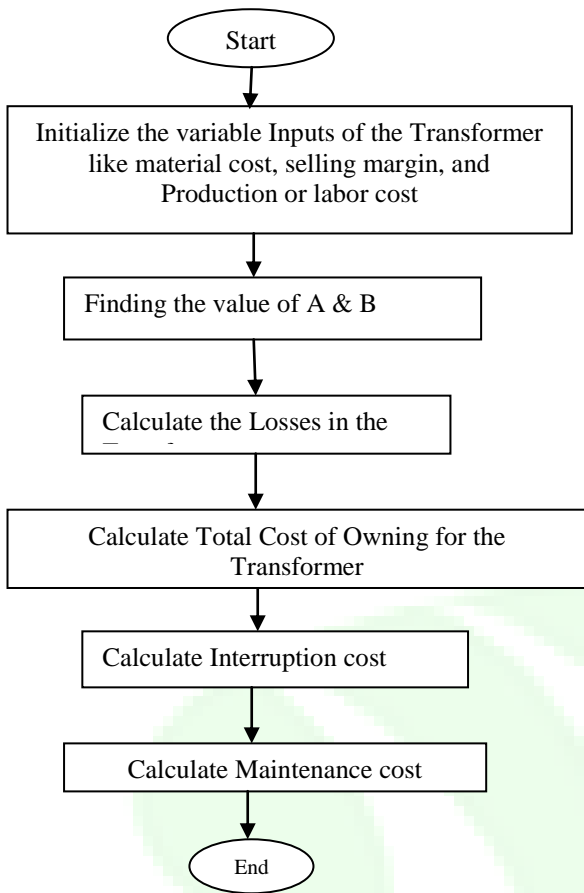 Start
Initialize the variable Inputs of the Transformer
like material cost, selling margin, and
Production or labor cost
Finding the value of A & B
Calculate the Losses in the
Calculate Total Cost of Owning for the
Transformer
Calculate Interruption cost
Calculate Maintenance cost
End